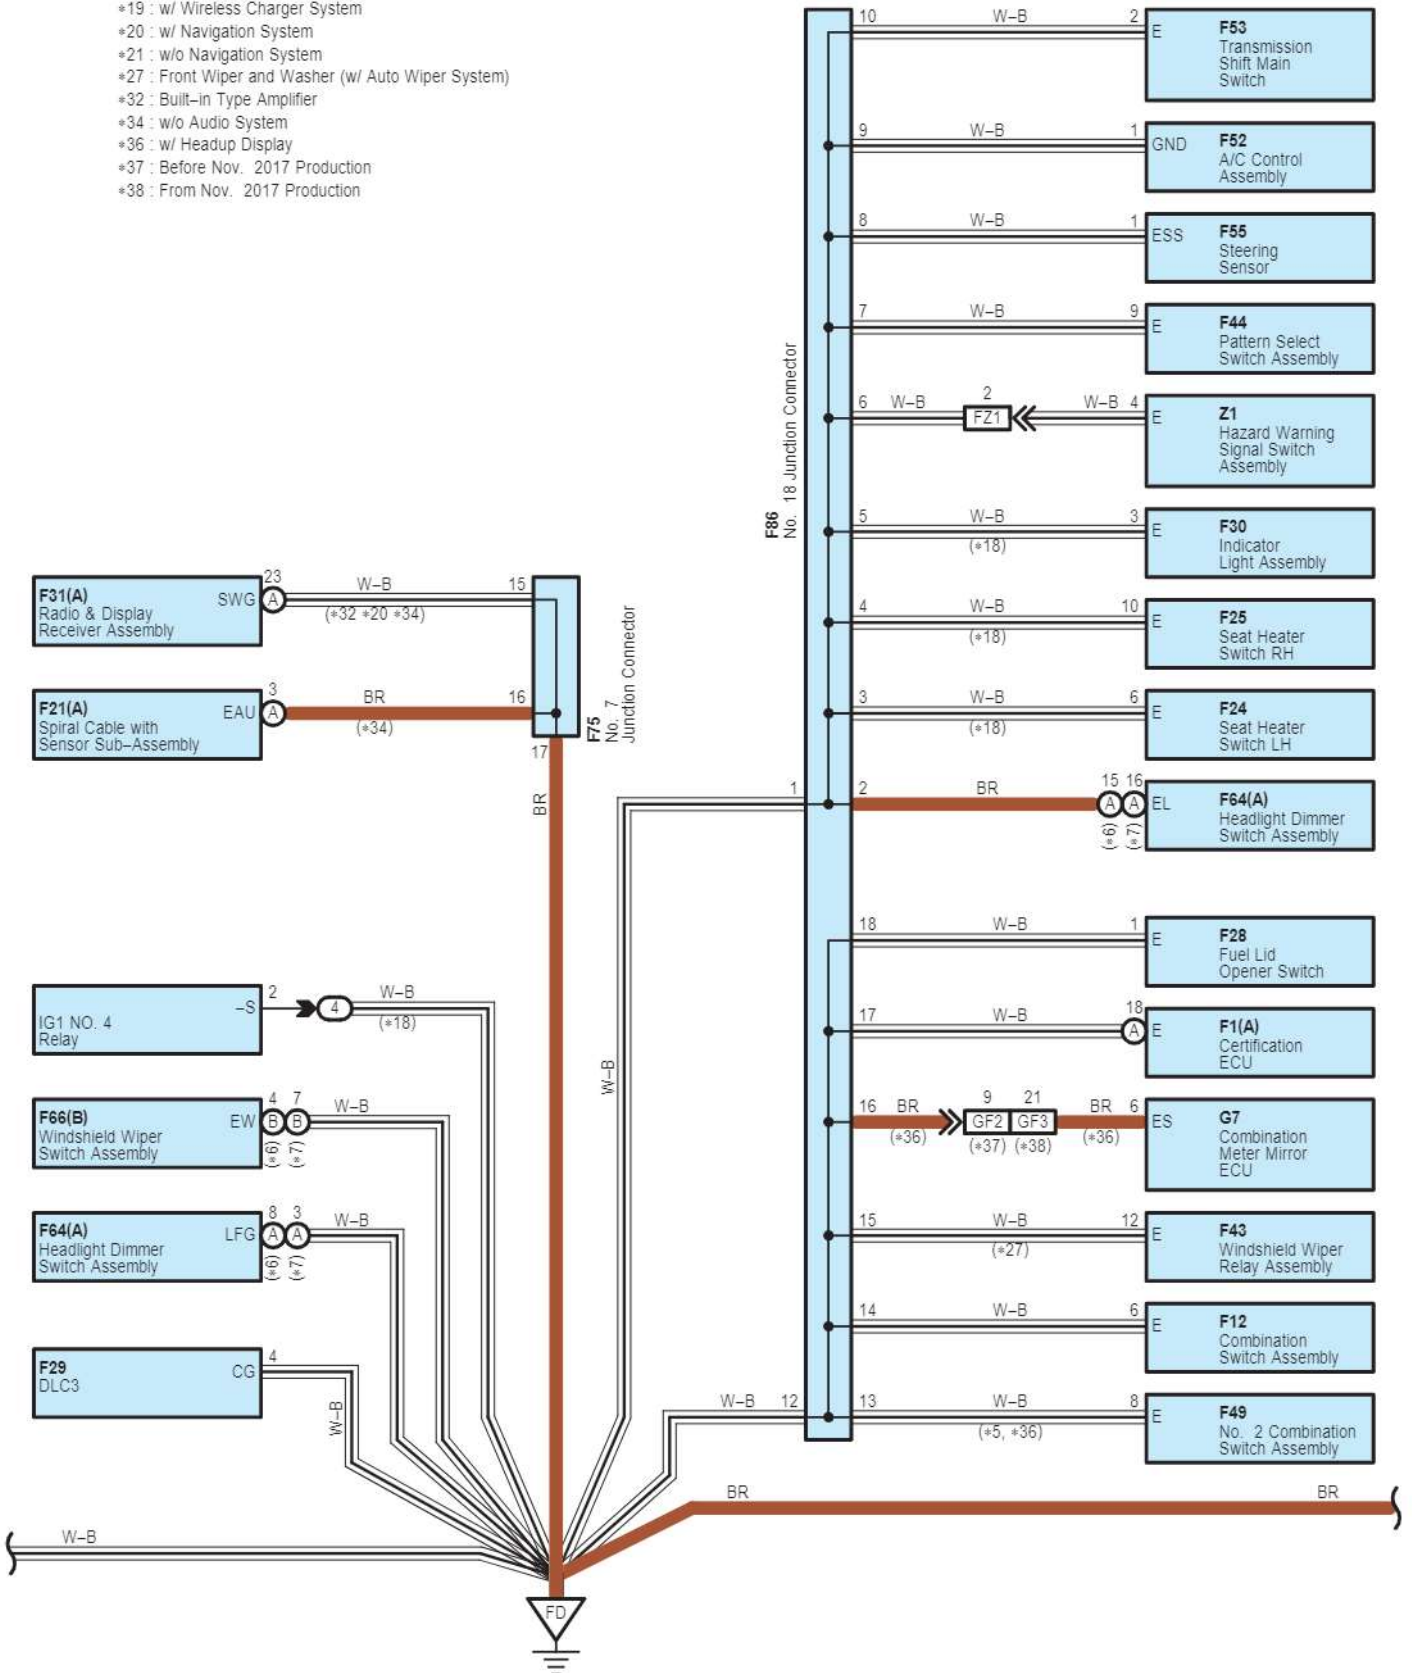 *19 : w/ Wireless Charger System
*20 : w/ Navigation System
*21 : w/o Navigation System
*27 : Front Wiper and Washer (w/ Auto Wiper System)
*32 : Built–in Type Amplifier
*34 : w/o Audio System
*36 : w/ Headup Display
*37 : Before Nov. 2017 Production
*38 : From Nov. 2017 Production
10 W–B 2 E F53
Transmission
Shift Main
Switch
9 W–B 1 GND F52
A/C Control
Assembly
8 W–B 1 ESS F55
Steering
Sensor
7 W–B 9 E F44
Pattern Select
Switch Assembly
6 W–B 2 FZ1 W–B 4 E Z1
Hazard Warning
Signal Switch
Assembly
F86
No. 18 Junction Connector
5 W–B 3 E F30
(*18)
Indicator
Light Assembly
4 W–B 10 E F25
(*18)
Seat Heater
Switch RH
3 W–B 6 E F24
(*18)
Seat Heater
Switch LH
1 2 BR 15 16 A A EL F64(A)
(*6) (*7)
Headlight Dimmer
Switch Assembly
18 W–B 1 E F28
Fuel Lid
Opener Switch
17 W–B 18 A E F1(A)
Certification
ECU
16 BR 9 21 BR 6 ES G7
(*36) GF2 GF3 (*36)
(*37) (*38)
Combination
Meter Mirror
ECU
15 W–B 12 E F43
(*27)
Windshield Wiper
Relay Assembly
14 W–B 6 E F12
Combination
Switch Assembly
W–B 12 13 W–B 8 E F49
(*5, *36)
No. 2 Combination
Switch Assembly
F31(A) SWG 23 A W–B 15
Radio & Display
Receiver Assembly
(*32 *20 *34)
F21(A) EAU 3 A BR 16
Spiral Cable with
Sensor Sub–Assembly
(*34)
F75
No. 7
Junction Connector
17
BR
W–B
IG1 NO. 4
Relay
–S 2 4 W–B
(*18)
F66(B) EW 4 7 B B W–B
Windshield Wiper
Switch Assembly
(*6) (*7)
F64(A) LFG 8 3 A A W–B
Headlight Dimmer
Switch Assembly
(*6) (*7)
F29 CG 4
DLC3
W–B
W–B
BR BR
FD